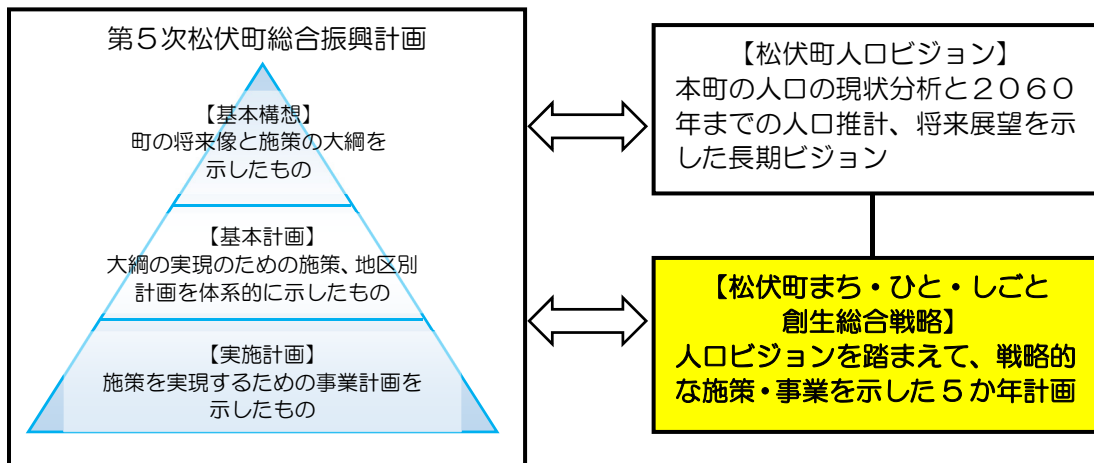 第５次松伏町総合振興計画
【基本構想】
町の将来像と施策の大綱を
示したもの
【基本計画】
大綱の実現のための施策、地区別
計画を体系的に示したもの
【実施計画】
施策を実現するための事業計画を
示したもの
【松伏町人口ビジョン】
本町の人口の現状分析と２０６０
年までの人口推計、将来展望を示
した長期ビジョン
【松伏町まち・ひと・しごと
創生総合戦略】
人口ビジョンを踏まえて、戦略的
な施策・事業を示した５か年計画